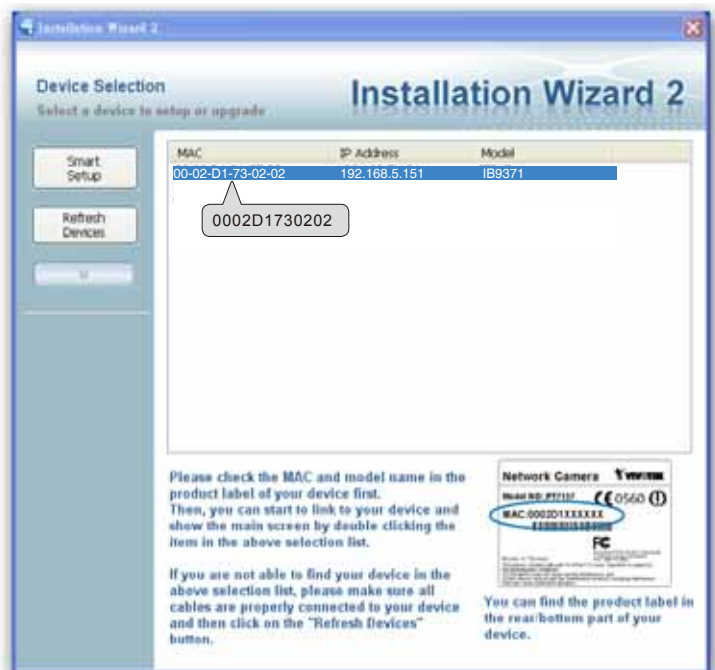 Installation Wizard 2
Device Selection
Select a device to setup or upgrade
Installation Wizard 2
Smart
Setup
Refresh
Devices
MAC IP Address Model
00-02-D1-73-02-02 192.168.5.151 IB9371
0002D1730202
Please check the MAC and model name in the
product label of your device first.
Then, you can start to link to your device and
show the main screen by double clicking the
item in the above selection list.
If you are not able to find your device in the
above selection list, please make sure all
cables are properly connected to your device
and then click on the "Refresh Devices"
button.
Network Camera
Model NO:
CE 0560
MAC:0002D1XXXXXX
FC
You can find the product label in
the rear/bottom part of your
device.